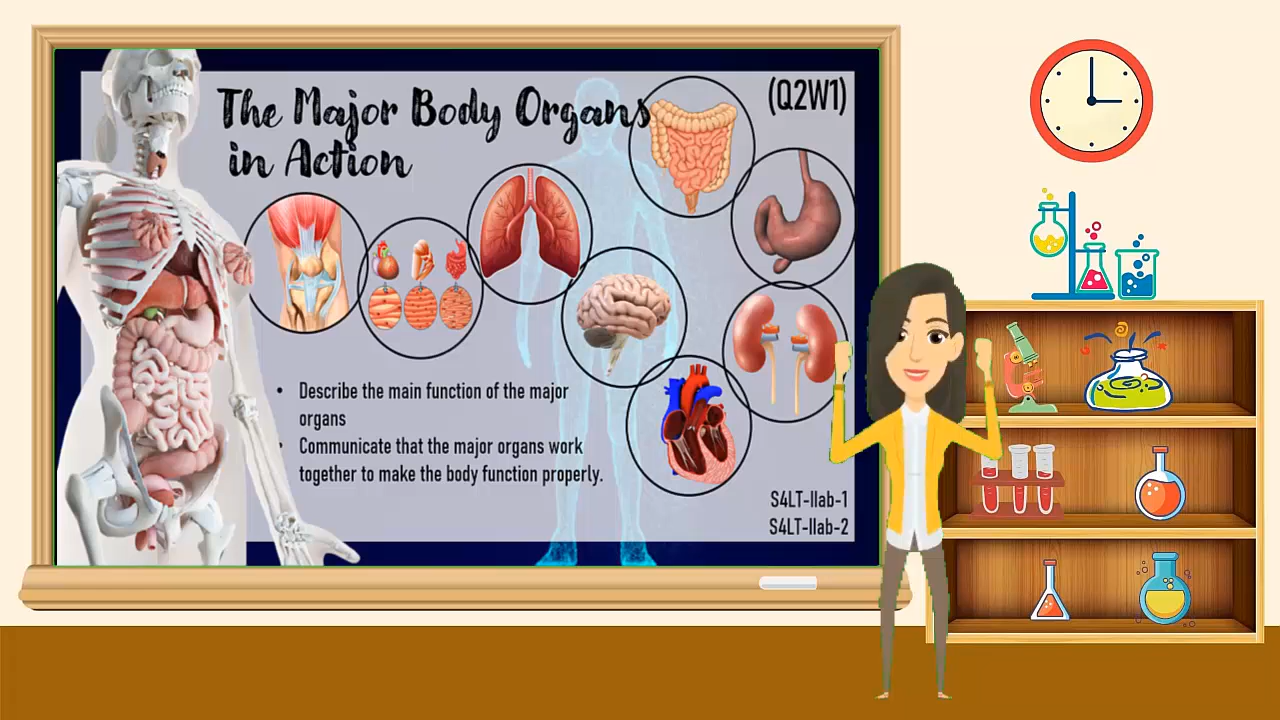 The Major Body Organs
in Action
(Q2W1)
• Describe the main function of the major
organs
• Communicate that the major organs work
together to make the body function properly.
S4LT-IIab-1
S4LT-IIab-2